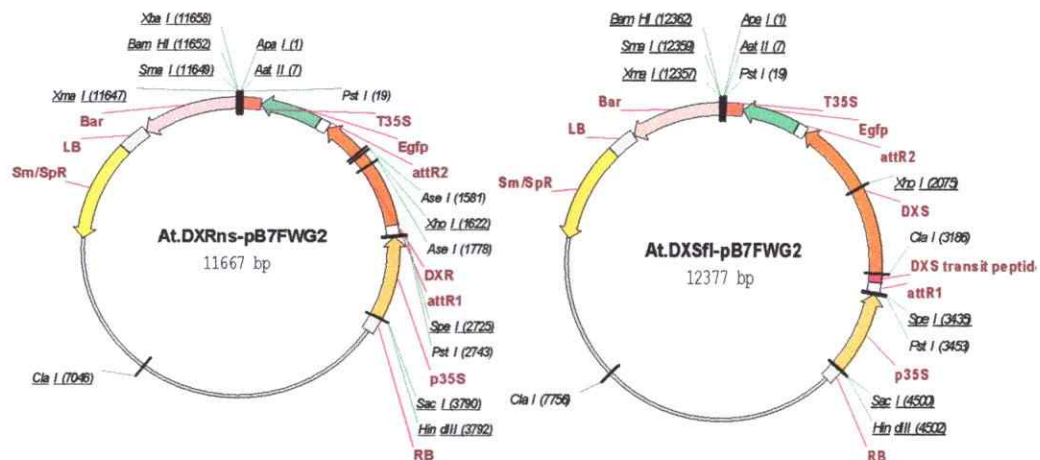 Xba I (11658)
Bam HI (11652)
Sma I (11649)
Xma I (11647)
Apa I (1)
Aat II (7)
Pst I (19)
T35S
Egfp
attR2
Ase I (1581)
Xho I (1622)
Ase I (1778)
DXR
attR1
Spe I (2725)
Pst I (2743)
p35S
Sac I (3790)
Hin dIII (3792)
RB
Cla I (7046)
Sm/SpR
LB
Bar
At.DXRns-pB7FWG2
11667 bp
Bam HI (12362)
Sma I (12359)
Xma I (12357)
Apa I (1)
Aat II (7)
Pst I (19)
T35S
Egfp
attR2
Xho I (2075)
DXS
Cla I (3186)
DXS transit peptid
attR1
Spe I (3435)
Pst I (3453)
p35S
Sac I (4500)
Hin dIII (4502)
RB
Cla I (7756)
Sm/SpR
LB
Bar
At.DXSfl-pB7FWG2
12377 bp